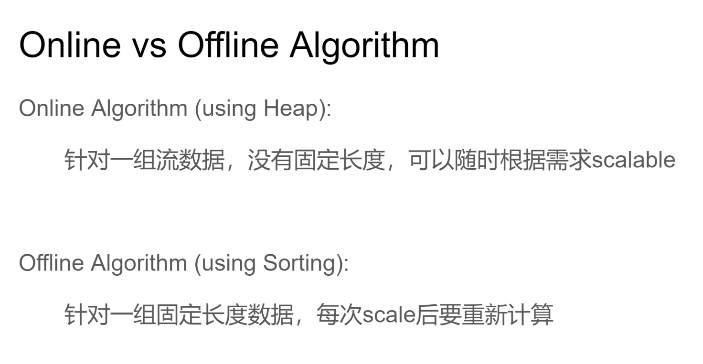 Online vs Offline Algorithm
Online Algorithm (using Heap):
针对一组流数据，没有固定长度，可以随时根据需求scalable
Offline Algorithm (using Sorting):
针对一组固定长度数据，每次scale后要重新计算